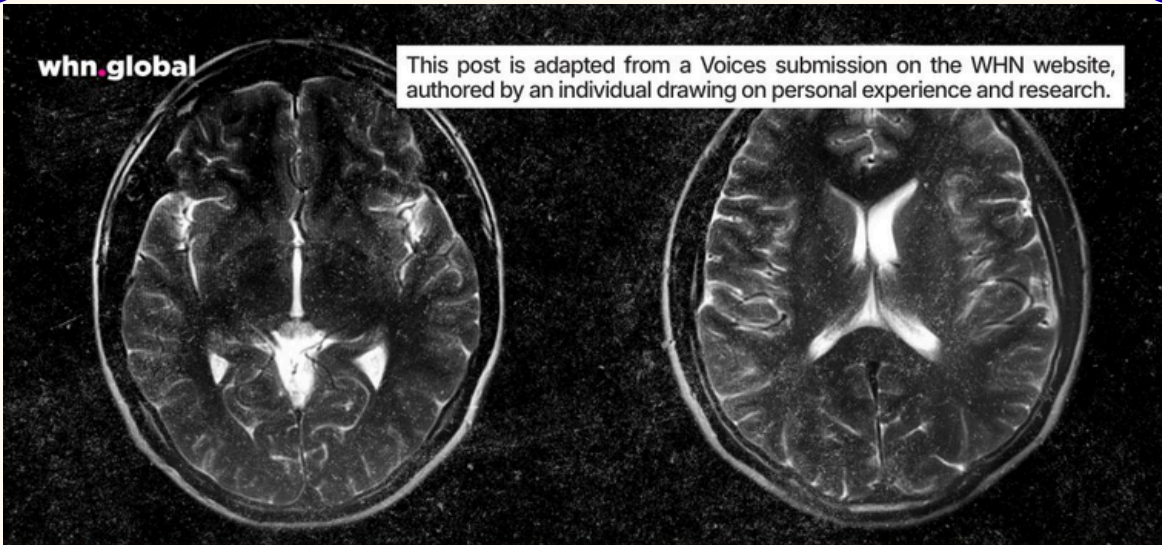 whn.global
This post is adapted from a Voices submission on the WHN website,
authored by an individual drawing on personal experience and research.